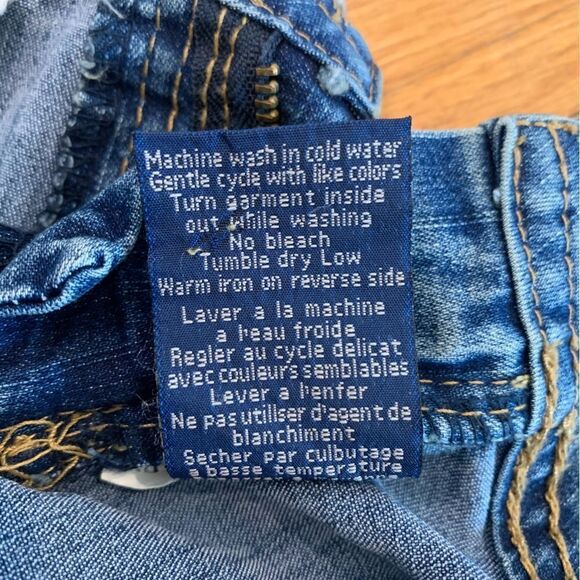 Machine wash in cold water
Gentle cycle with like colors
Turn garment inside
out while washing
No bleach
Tumble dry Low
Warm iron on reverse side
Laver a la machine
a l'eau froide
Regler au cycle delicat
avec couleurs semblables
Lever a l'enfer
Ne pas utiliser d'agent de
blanchiment
Secher par culbutage
a basse temperature